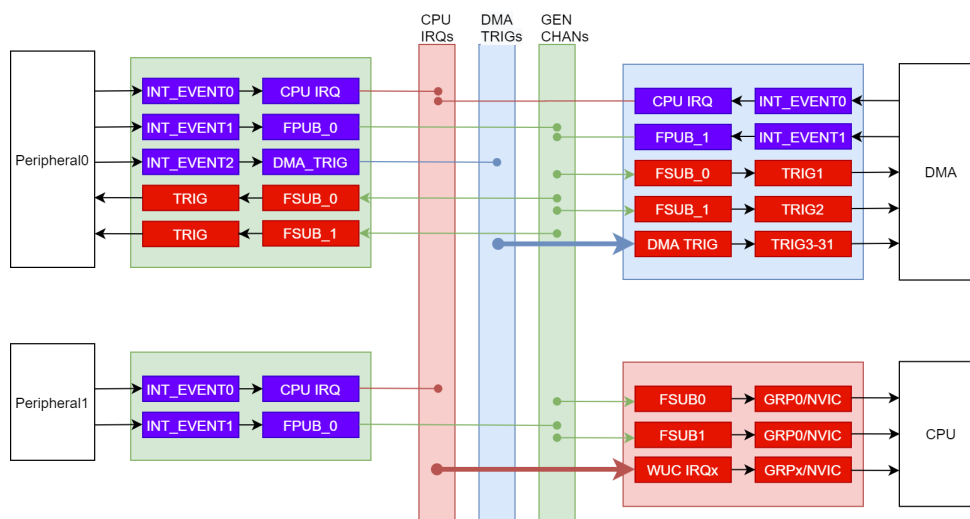 CPU
IRQs
DMA
TRIGs
GEN
CHANs
Peripheral0
INT_EVENT0
CPU IRQ
INT_EVENT1
FPUB_0
INT_EVENT2
DMA_TRIG
TRIG
FSUB_0
TRIG
FSUB_1
CPU IRQ
INT_EVENT0
FPUB_1
INT_EVENT1
FSUB_0
TRIG1
FSUB_1
TRIG2
DMA TRIG
TRIG3-31
DMA
Peripheral1
INT_EVENT0
CPU IRQ
INT_EVENT1
FPUB_0
FSUB0
GRP0/NVIC
FSUB1
GRP0/NVIC
WUC IRQx
GRPx/NVIC
CPU